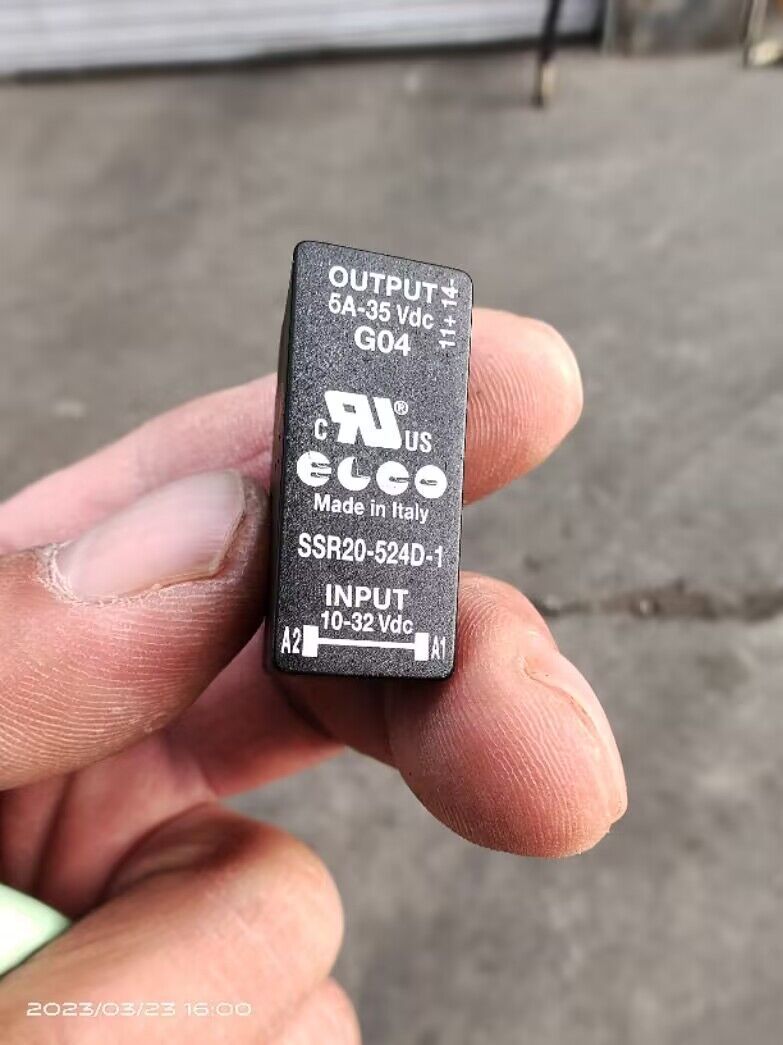 OUTPUT
5A-35 Vdc
G04
11+ 14-
C RU® US
ELCO
Made in Italy
SSR20-524D-1
INPUT
10-32 Vdc
A2 A1
2023/03/23 16:00